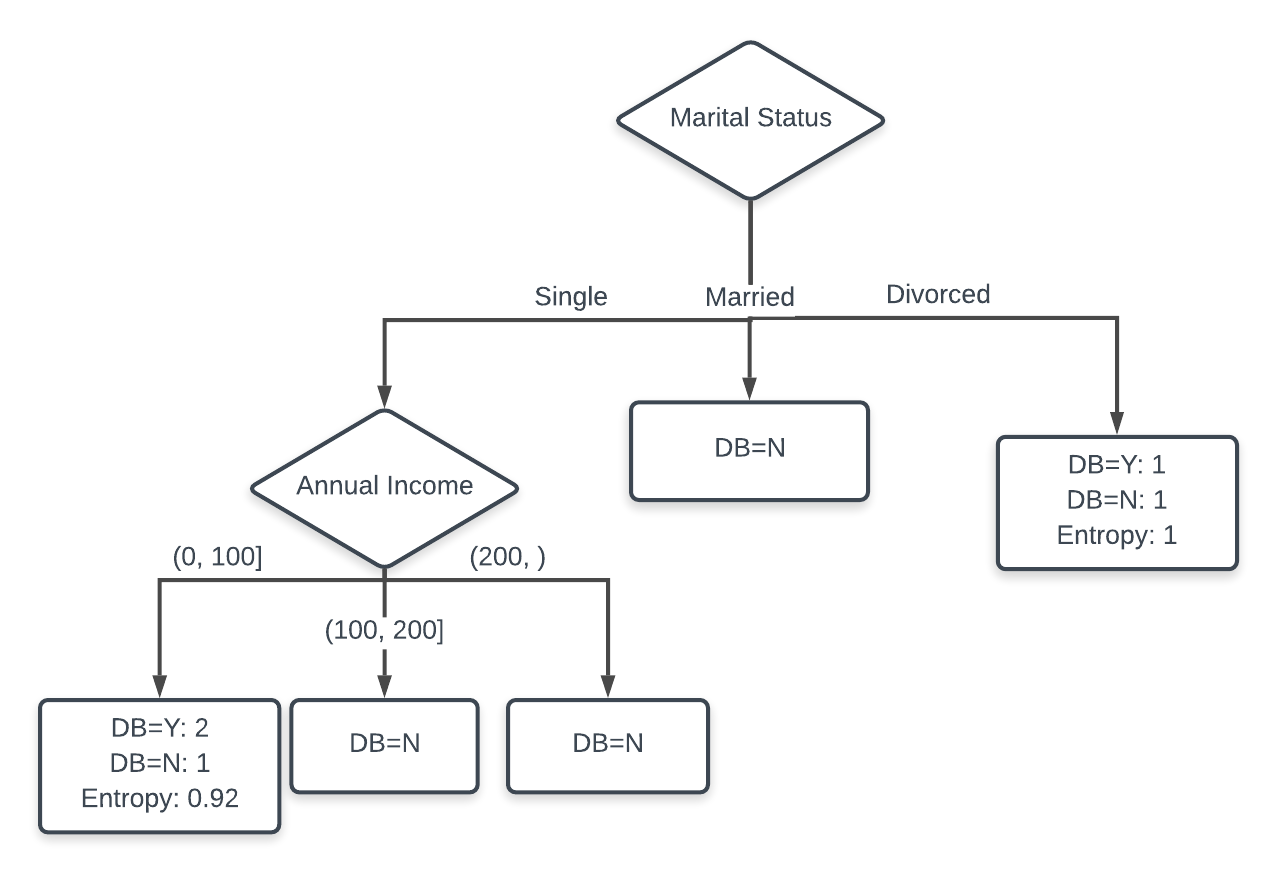 Marital Status
Single
Married
Divorced
DB=N
DB=Y: 1
DB=N: 1
Entropy: 1
Annual Income
(0, 100]
(200, )
(100, 200]
DB=Y: 2
DB=N: 1
Entropy: 0.92
DB=N
DB=N